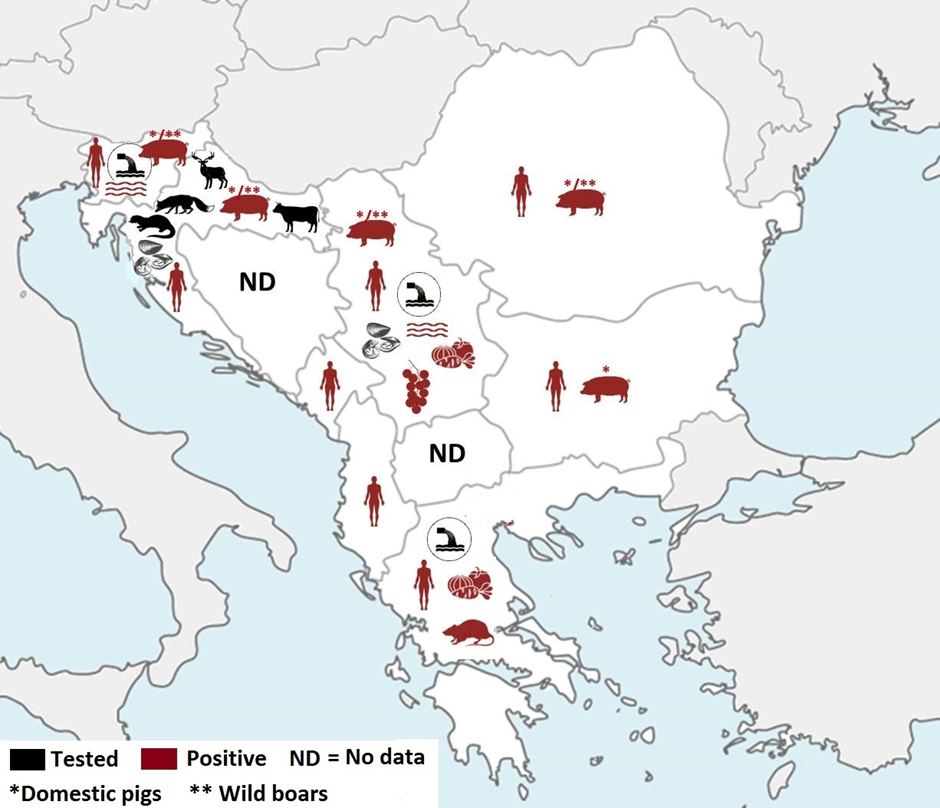 */**
*/**
*/**
*/**
ND
*
ND
Tested Positive ND = No data
*Domestic pigs ** Wild boars